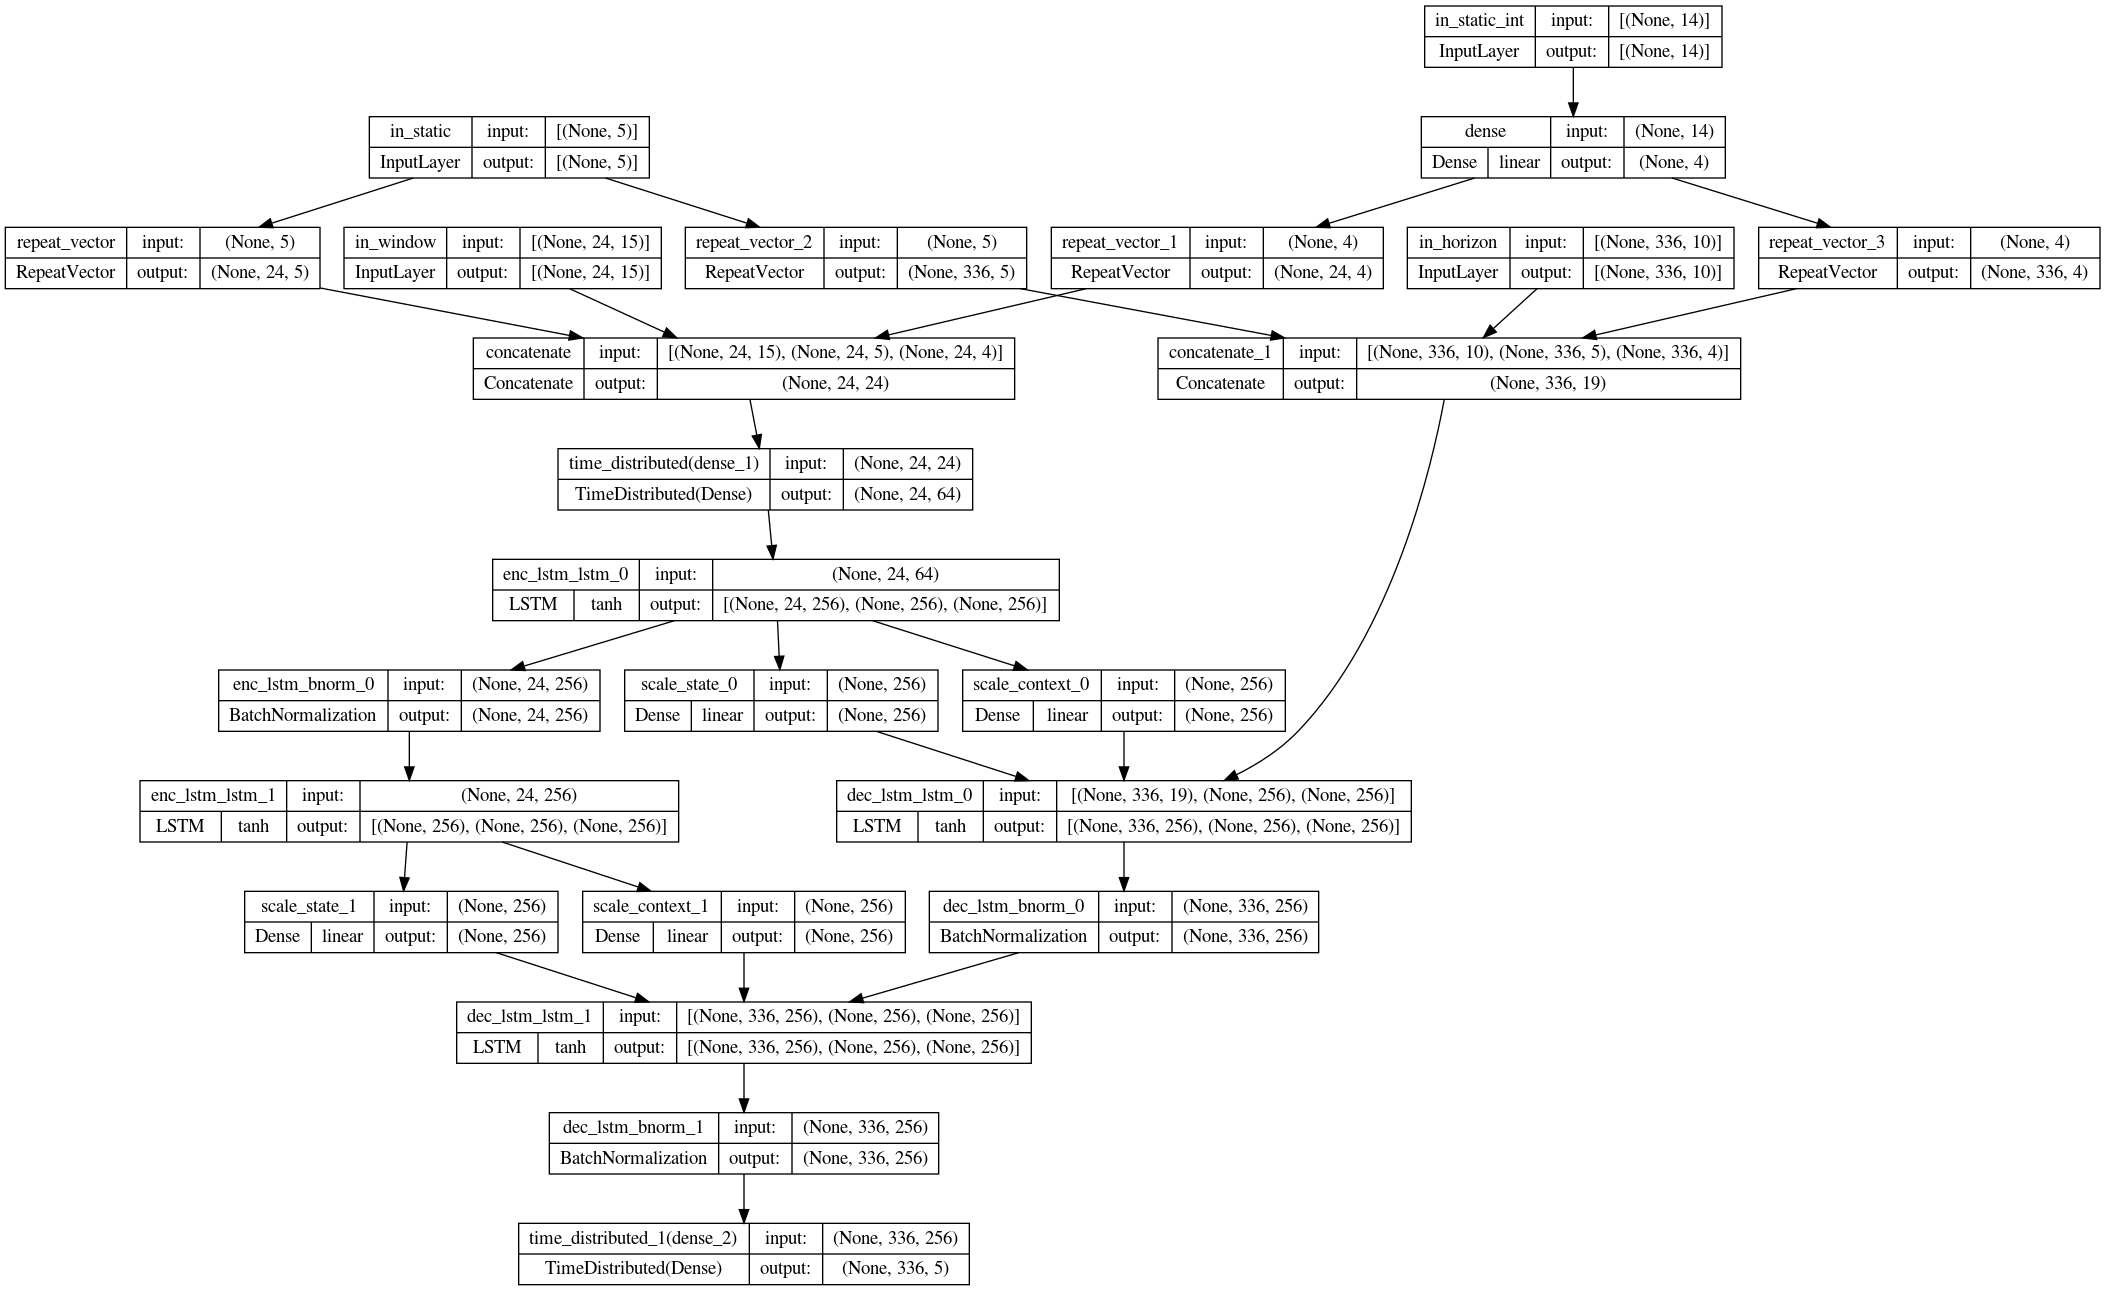 in_static_int input: [(None, 14)]
InputLayer output: [(None, 14)]
in_static input: [(None, 5)]
InputLayer output: [(None, 5)]
dense input: (None, 14)
Dense linear output: (None, 4)
repeat_vector input: (None, 5)
RepeatVector output: (None, 24, 5)
in_window input: [(None, 24, 15)]
InputLayer output: [(None, 24, 15)]
repeat_vector_2 input: (None, 5)
RepeatVector output: (None, 336, 5)
repeat_vector_1 input: (None, 4)
RepeatVector output: (None, 24, 4)
in_horizon input: [(None, 336, 10)]
InputLayer output: [(None, 336, 10)]
repeat_vector_3 input: (None, 4)
RepeatVector output: (None, 336, 4)
concatenate input: [(None, 24, 15), (None, 24, 5), (None, 24, 4)]
Concatenate output: (None, 24, 24)
concatenate_1 input: [(None, 336, 10), (None, 336, 5), (None, 336, 4)]
Concatenate output: (None, 336, 19)
time_distributed(dense_1) input: (None, 24, 24)
TimeDistributed(Dense) output: (None, 24, 64)
enc_lstm_lstm_0 input: (None, 24, 64)
LSTM tanh output: [(None, 24, 256), (None, 256), (None, 256)]
enc_lstm_bnorm_0 input: (None, 24, 256)
BatchNormalization output: (None, 24, 256)
scale_state_0 input: (None, 256)
Dense linear output: (None, 256)
scale_context_0 input: (None, 256)
Dense linear output: (None, 256)
enc_lstm_lstm_1 input: (None, 24, 256)
LSTM tanh output: [(None, 256), (None, 256), (None, 256)]
dec_lstm_lstm_0 input: [(None, 336, 19), (None, 256), (None, 256)]
LSTM tanh output: [(None, 336, 256), (None, 256), (None, 256)]
scale_state_1 input: (None, 256)
Dense linear output: (None, 256)
scale_context_1 input: (None, 256)
Dense linear output: (None, 256)
dec_lstm_bnorm_0 input: (None, 336, 256)
BatchNormalization output: (None, 336, 256)
dec_lstm_lstm_1 input: [(None, 336, 256), (None, 256), (None, 256)]
LSTM tanh output: [(None, 336, 256), (None, 256), (None, 256)]
dec_lstm_bnorm_1 input: (None, 336, 256)
BatchNormalization output: (None, 336, 256)
time_distributed_1(dense_2) input: (None, 336, 256)
TimeDistributed(Dense) output: (None, 336, 5)